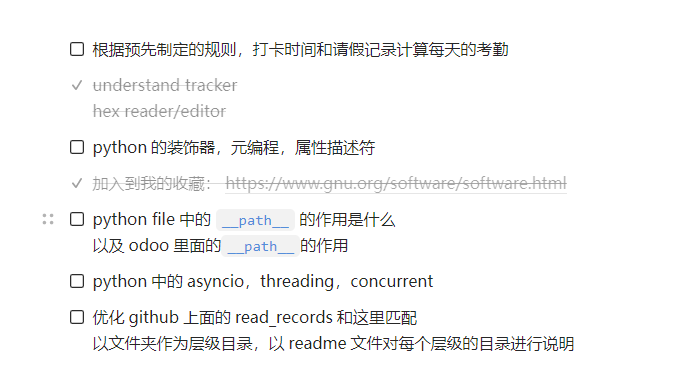 根据预先制定的规则，打卡时间和请假记录计算每天的考勤
understand tracker
hex reader/editor
python 的装饰器，元编程，属性描述符
加入到我的收藏： https://www.gnu.org/software/software.html
python file 中的 __path__ 的作用是什么
以及 odoo 里面的 __path__ 的作用
python 中的 asyncio，threading，concurrent
优化 github 上面的 read_records 和这里匹配
以文件夹作为层级目录，以 readme 文件对每个层级的目录进行说明